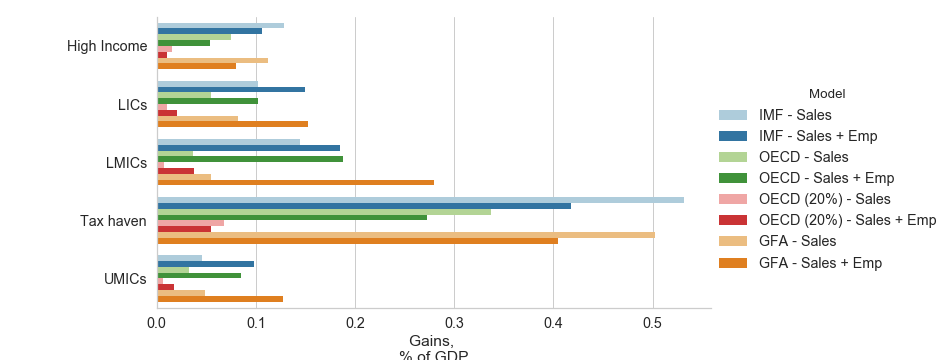 High Income
LICs
LMICs
Tax haven
UMICs
0.0 0.1 0.2 0.3 0.4 0.5
Gains,
% of GDP
Model
IMF - Sales
IMF - Sales + Emp
OECD - Sales
OECD - Sales + Emp
OECD (20%) - Sales
OECD (20%) - Sales + Emp
GFA - Sales
GFA - Sales + Emp